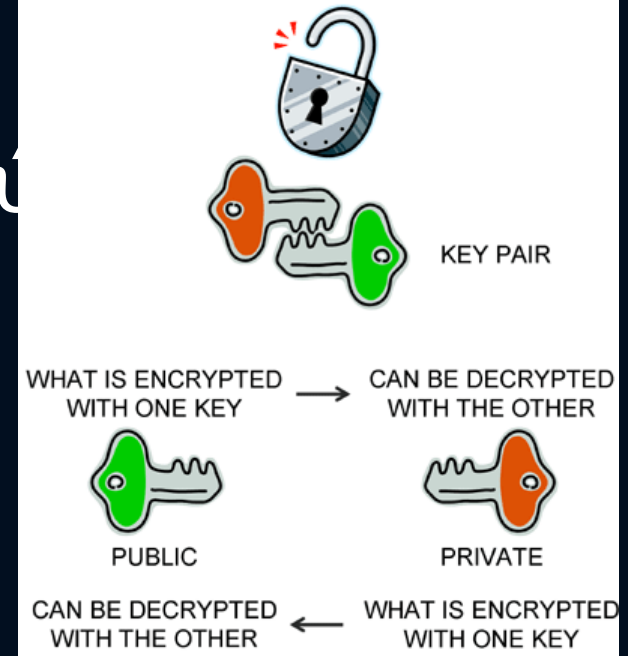 KEY PAIR
WHAT IS ENCRYPTED
WITH ONE KEY
CAN BE DECRYPTED
WITH THE OTHER
PUBLIC
PRIVATE
CAN BE DECRYPTED
WITH THE OTHER
WHAT IS ENCRYPTED
WITH ONE KEY